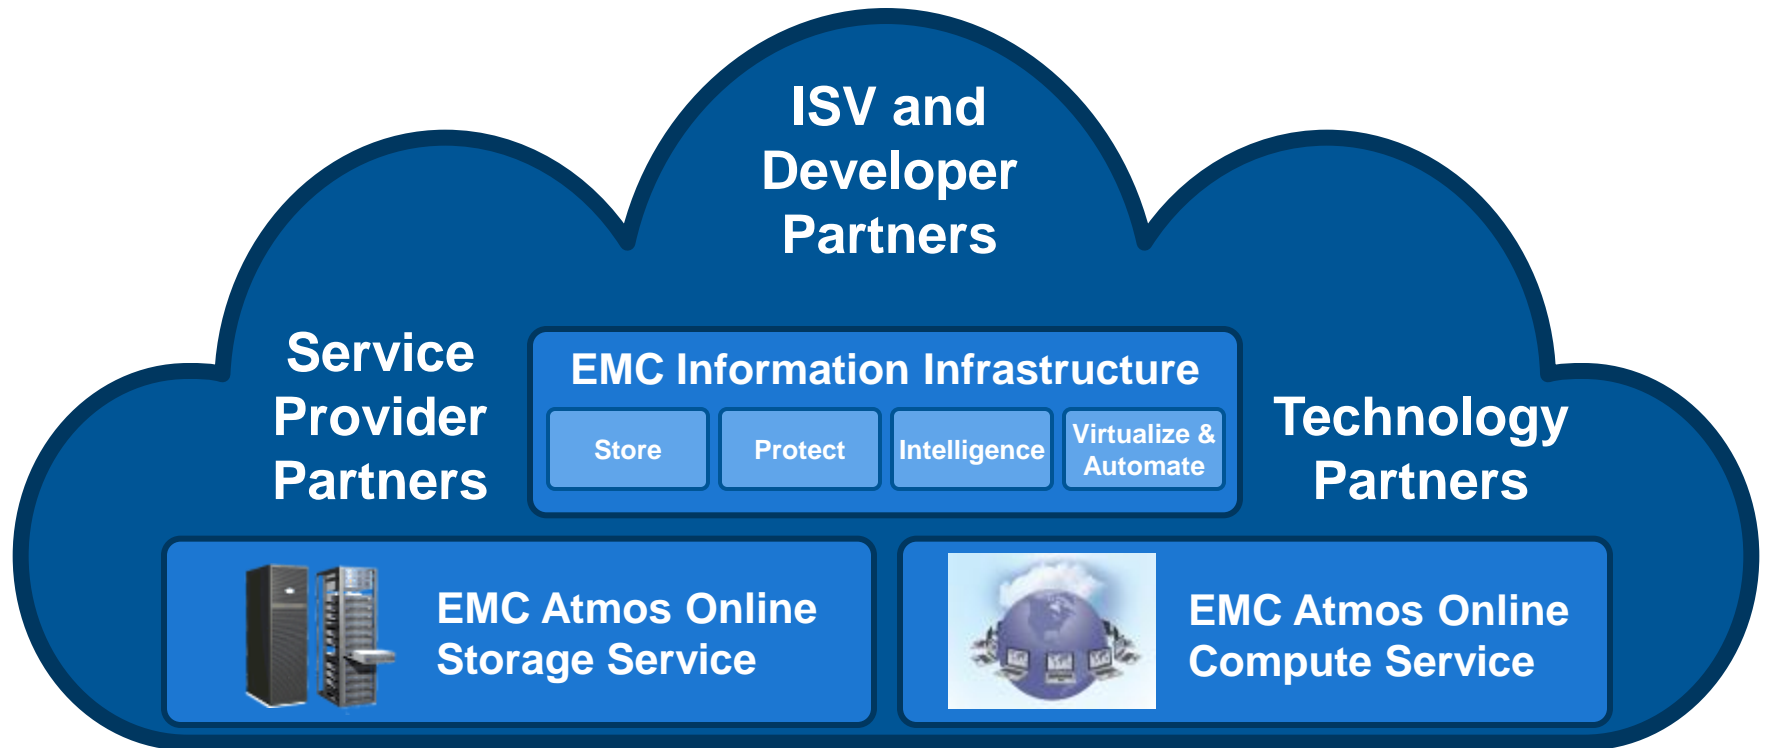 ISV and
Developer
Partners
Service
Provider
Partners
EMC Information Infrastructure
Store
Protect
Intelligence
Virtualize &
Automate
Technology
Partners
EMC Atmos Online
Storage Service
EMC Atmos Online
Compute Service